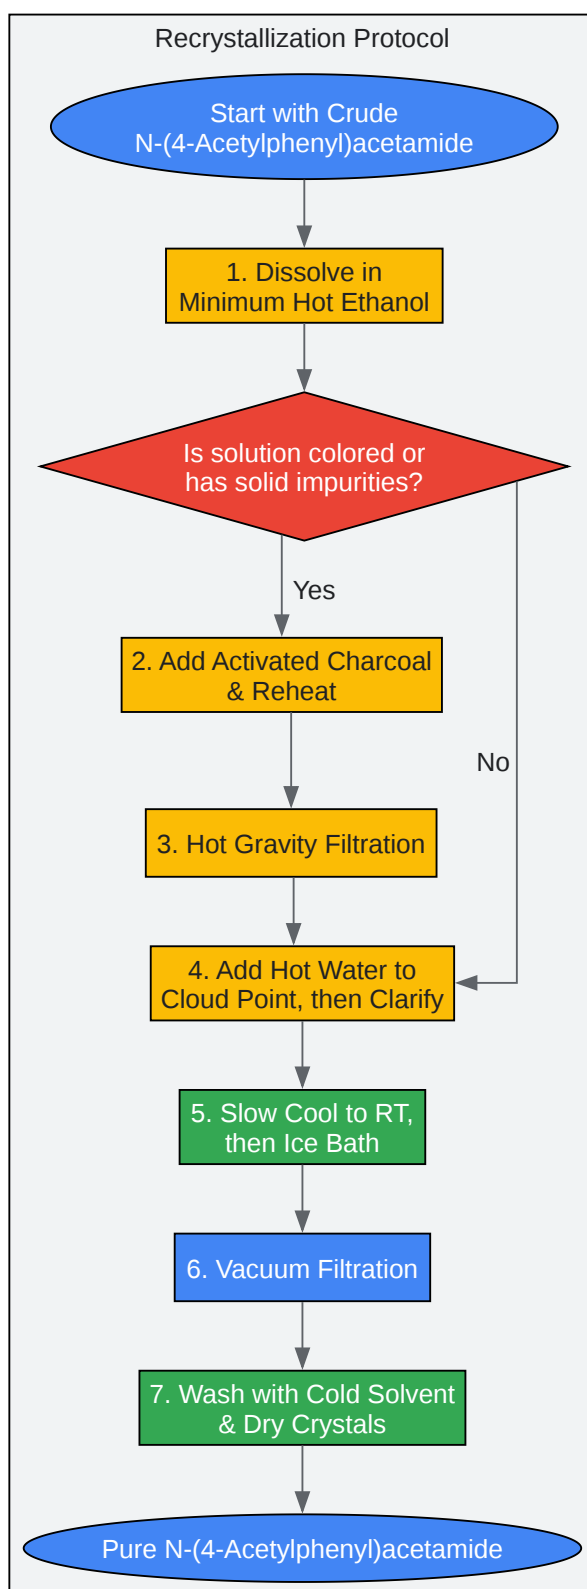 Recrystallization Protocol
Start with Crude
N-(4-Acetylphenyl)acetamide
1. Dissolve in
Minimum Hot Ethanol
Is solution colored or
has solid impurities?
Yes
2. Add Activated Charcoal
& Reheat
No
3. Hot Gravity Filtration
4. Add Hot Water to
Cloud Point, then Clarify
5. Slow Cool to RT,
then Ice Bath
6. Vacuum Filtration
7. Wash with Cold Solvent
& Dry Crystals
Pure N-(4-Acetylphenyl)acetamide